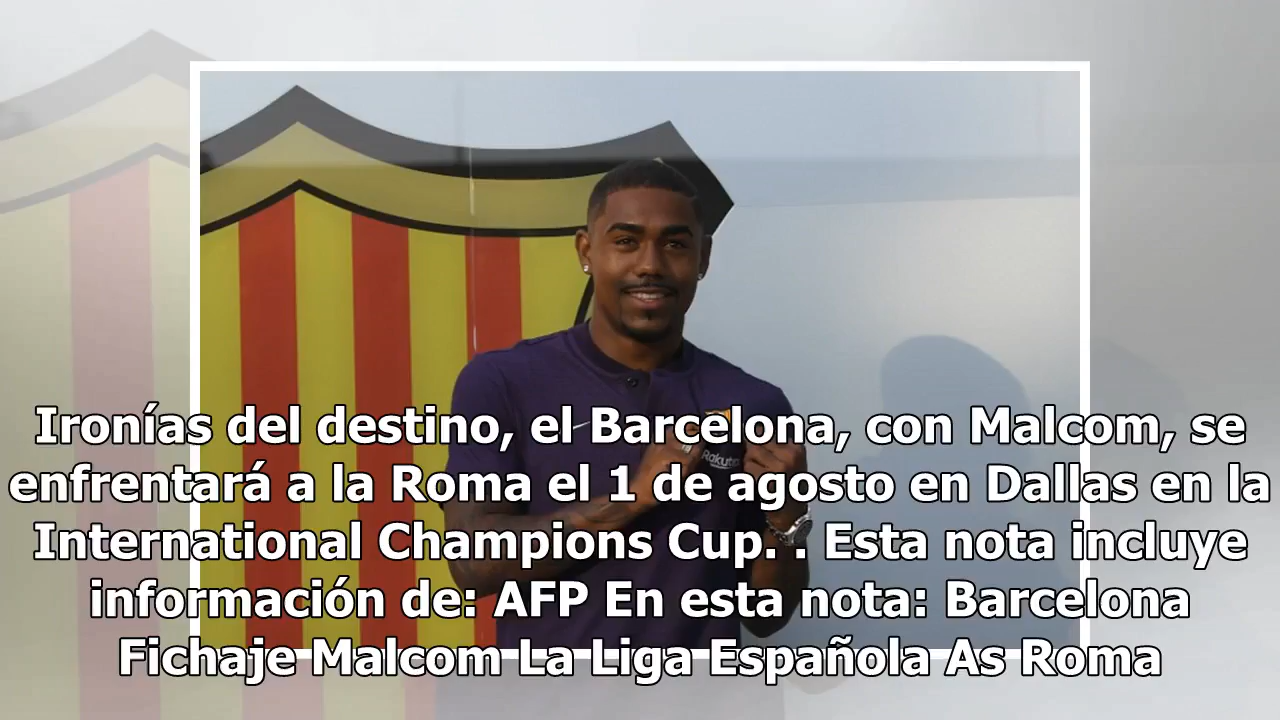 Ironías del destino, el Barcelona, con Malcom, se
enfrentará a la Roma el 1 de agosto en Dallas en la
International Champions Cup. . Esta nota incluye
información de: AFP En esta nota: Barcelona
Fichaje Malcom La Liga Española As Roma
Rakuten